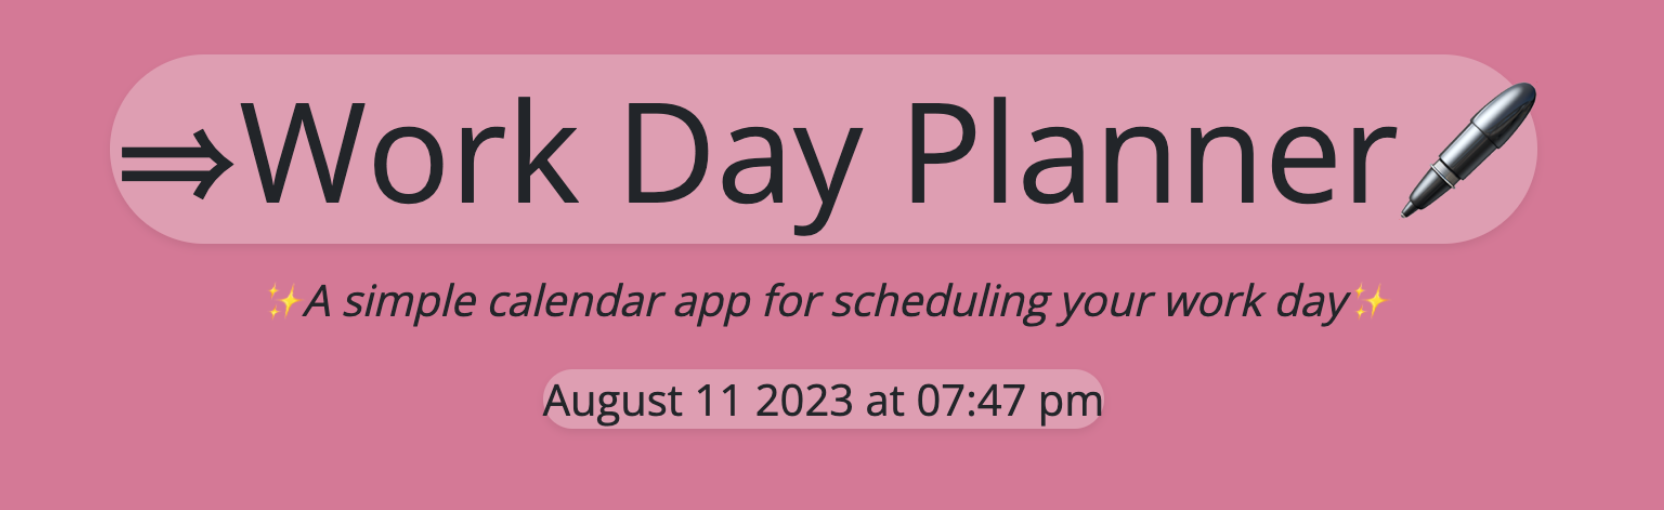 ⇒Work Day Planner🖊
✨A simple calendar app for scheduling your work day✨
August 11 2023 at 07:47 pm